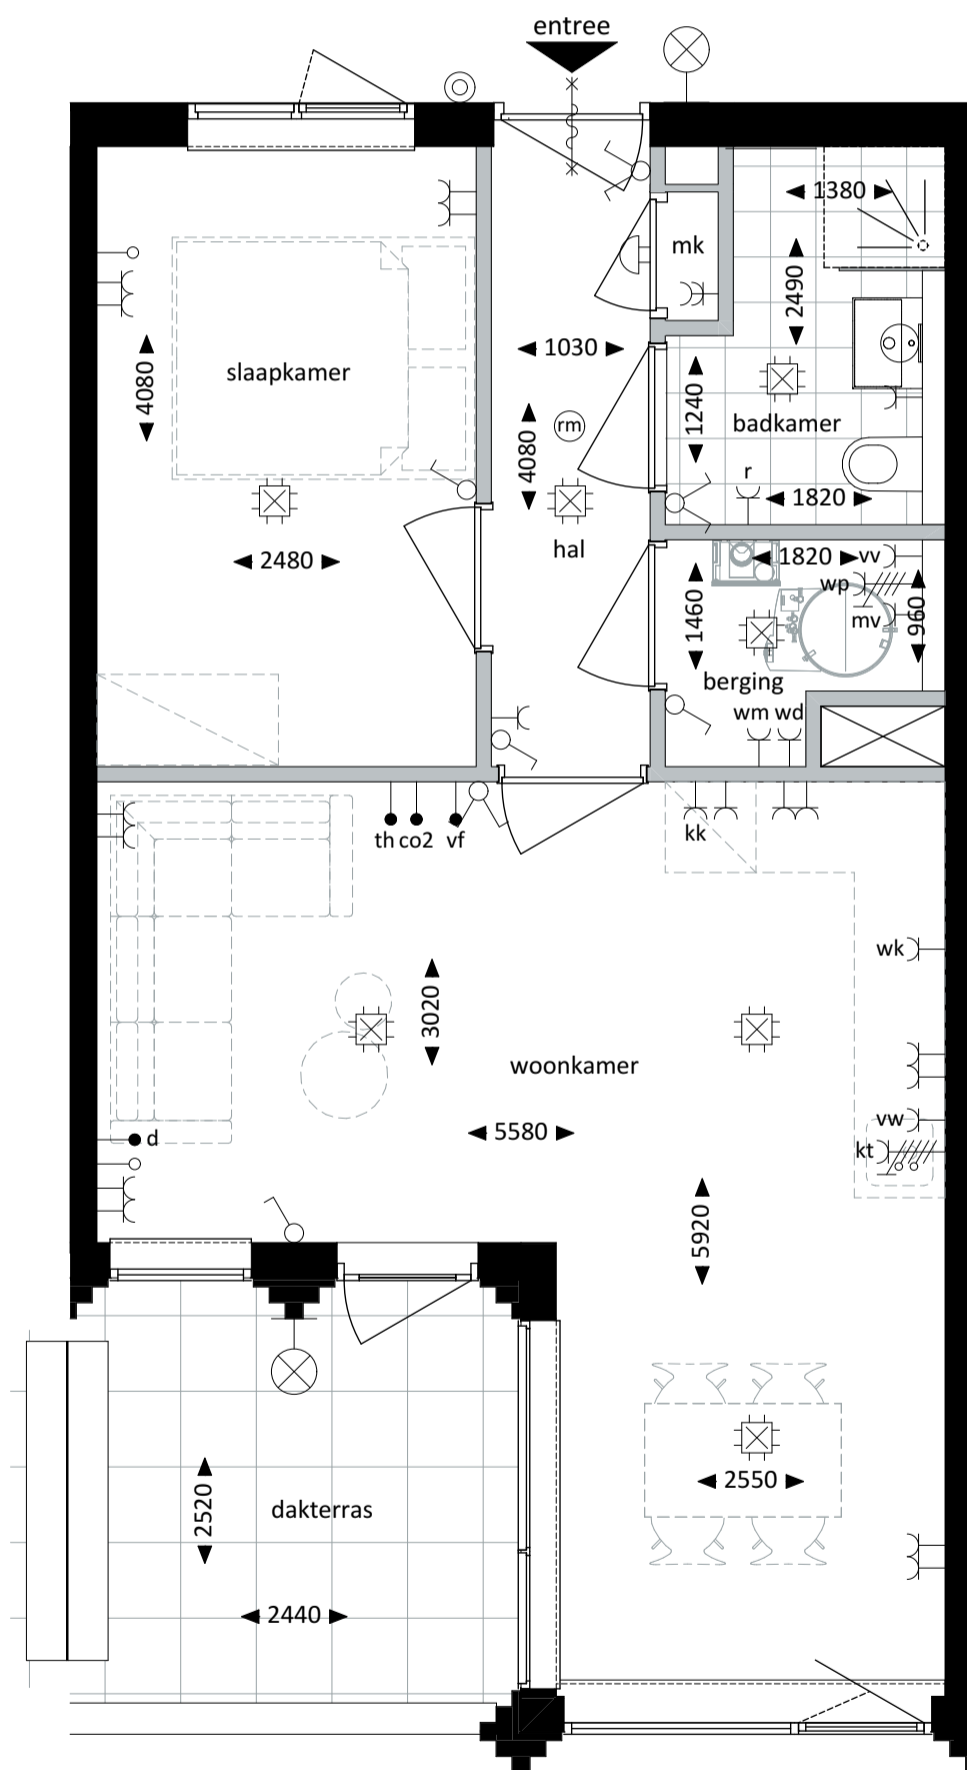 entree
1380
mk
2490
1030
slaapkamer
4080
1240
badkamer
rm
4080
r
1820
hal
2480
1820
vv
wp
1460
mv
960
berging
wm wd
th co2 vf
kk
wk
3020
woonkamer
vw
5580
d
kt
5920
2550
2520
dakterras
2440